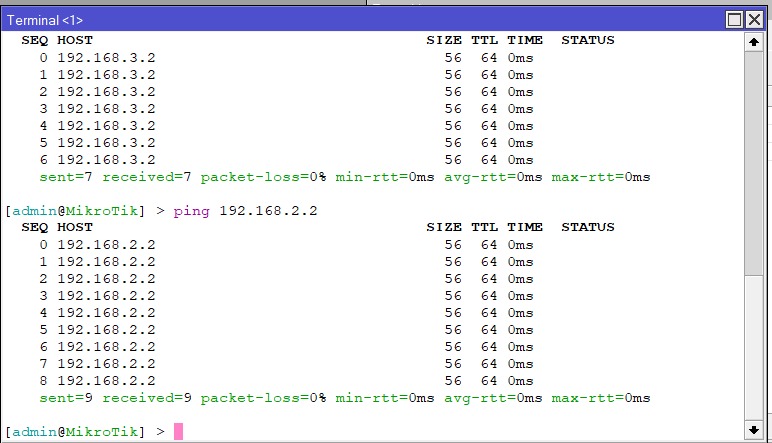 Terminal <1>
SEQ HOST SIZE TTL TIME STATUS
0 192.168.3.2 56 64 0ms
1 192.168.3.2 56 64 0ms
2 192.168.3.2 56 64 0ms
3 192.168.3.2 56 64 0ms
4 192.168.3.2 56 64 0ms
5 192.168.3.2 56 64 0ms
6 192.168.3.2 56 64 0ms
sent=7 received=7 packet-loss=0% min-rtt=0ms avg-rtt=0ms max-rtt=0ms
[admin@MikroTik] > ping 192.168.2.2
SEQ HOST SIZE TTL TIME STATUS
0 192.168.2.2 56 64 0ms
1 192.168.2.2 56 64 0ms
2 192.168.2.2 56 64 0ms
3 192.168.2.2 56 64 0ms
4 192.168.2.2 56 64 0ms
5 192.168.2.2 56 64 0ms
6 192.168.2.2 56 64 0ms
7 192.168.2.2 56 64 0ms
8 192.168.2.2 56 64 0ms
sent=9 received=9 packet-loss=0% min-rtt=0ms avg-rtt=0ms max-rtt=0ms
[admin@MikroTik] >